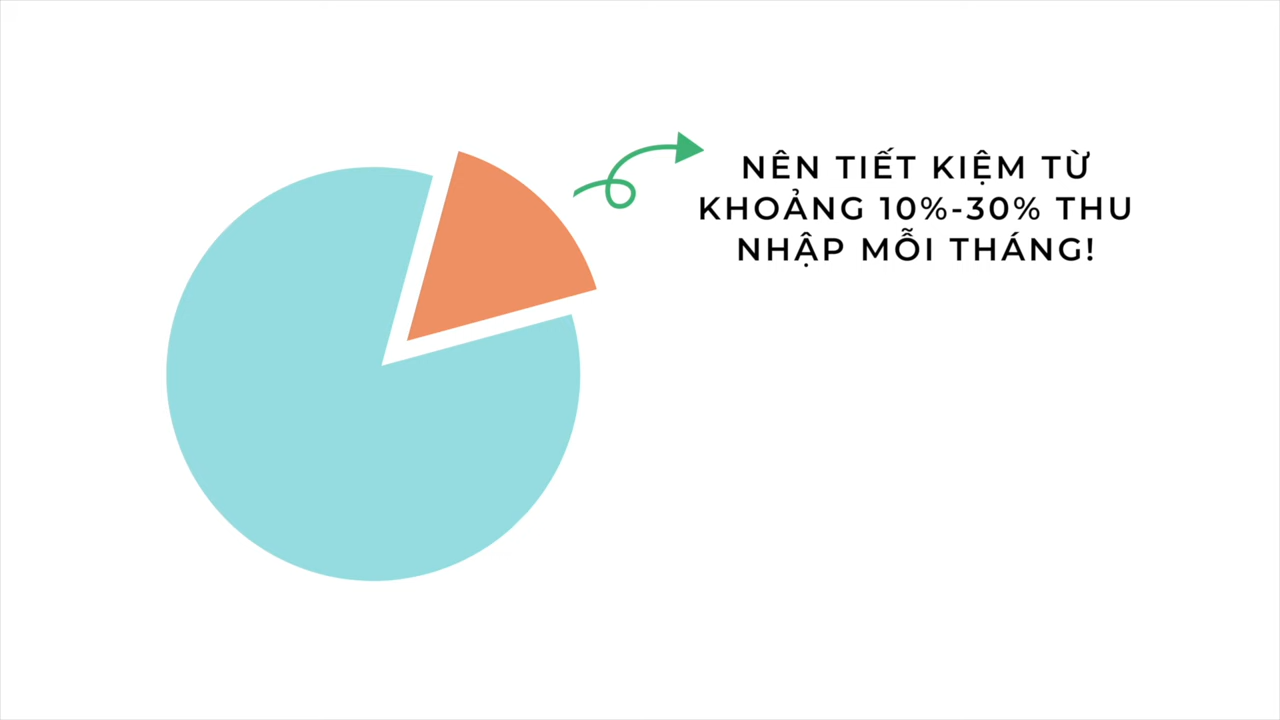 NÊN TIẾT KIỆM TỪ
KHOẢNG 10%-30% THU
NHẬP MỖI THÁNG!